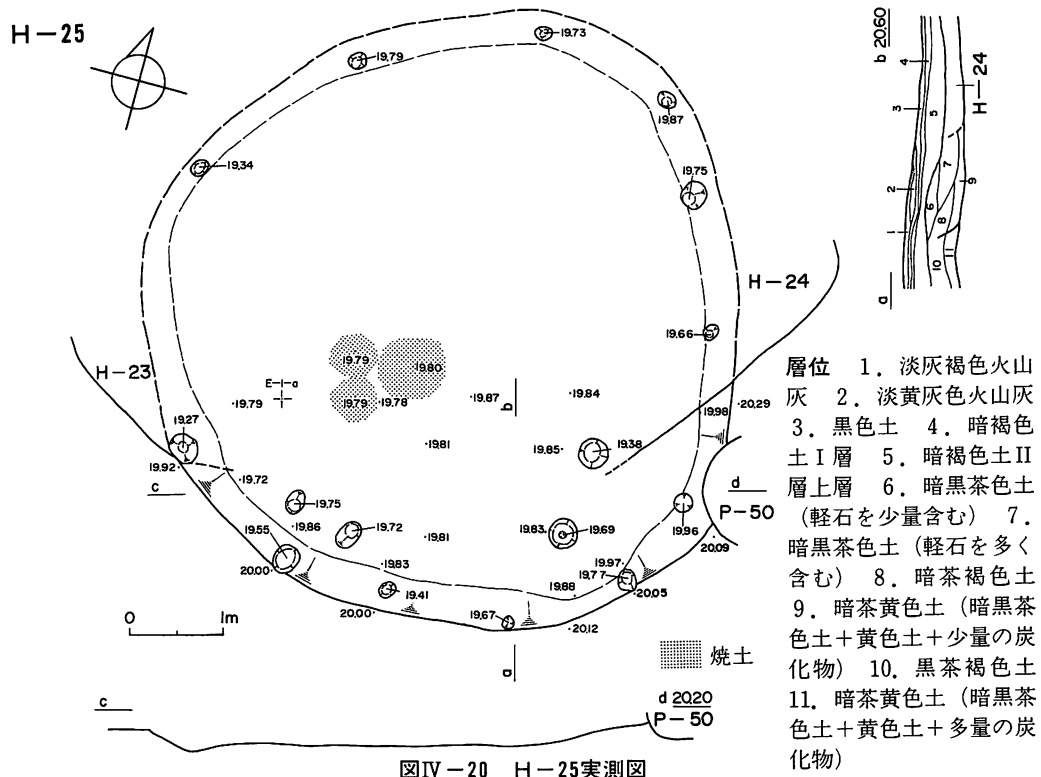 H-25
19.73
19.79
19.87
19.34
19.75
H-24
19.66
H-23
19.79
19.80
E-1-a
19.79
19.79
19.78
19.87
b
19.84
19.98
20.29
19.27
19.81
19.85
19.38
19.92
c
19.72
d
P-50
19.75
19.86
19.72
19.55
19.83
19.69
19.96
19.81
20.09
20.00
19.83
19.97
19.77
19.88
20.05
19.41
20.00
19.67
20.12
0 1m
a
焼土
c
d 20.20
P-50
b 20.60
H-24
4
3
5
7
2
9
6
8
1
10
11
a
層位 1. 淡灰褐色火山
灰 2. 淡黄灰色火山灰
3. 黒色土 4. 暗褐色
土I層 5. 暗褐色土II
層上層 6. 暗黒茶色土
(軽石を少量含む) 7.
暗黒茶色土(軽石を多く
含む) 8. 暗茶褐色土
9. 暗茶黄色土(暗黒茶
色土+黄色土+少量の炭
化物) 10. 黒茶褐色土
11. 暗茶黄色土(暗黒茶
色土+黄色土+多量の炭
化物)
図IV-20 H-25実測図